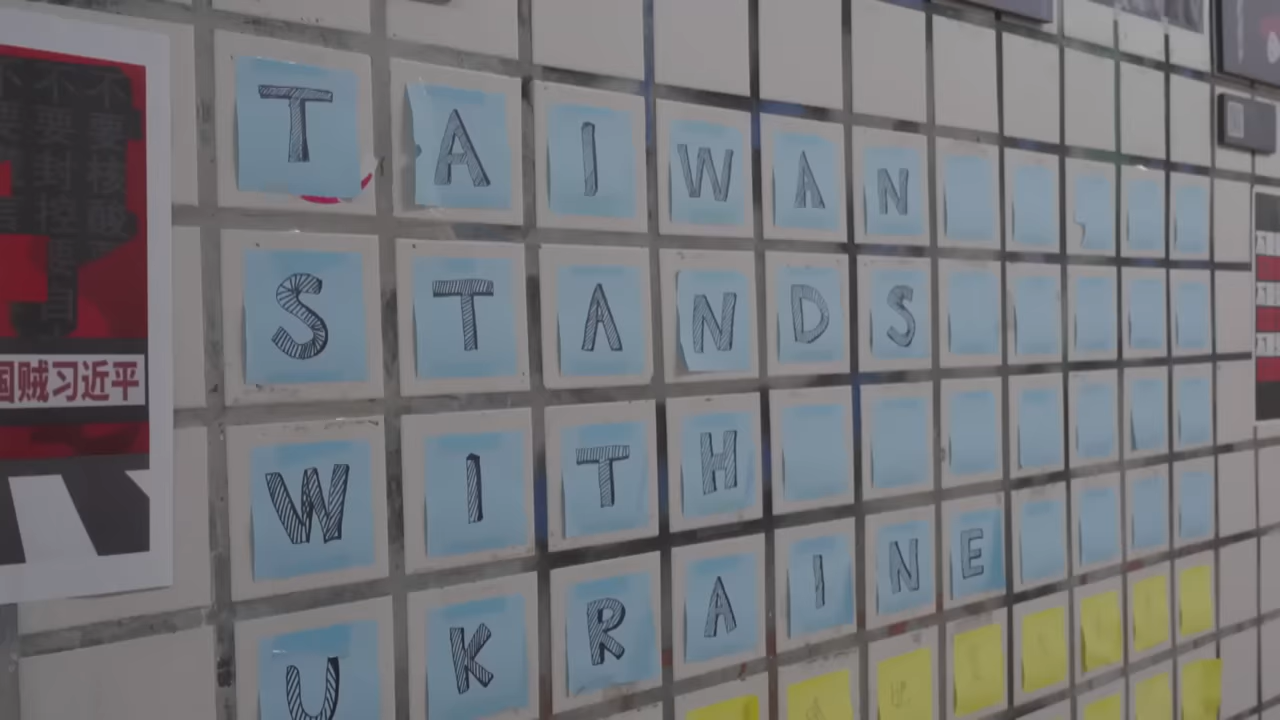 国贼习近平
TAIWAN
STANDS
WITH
UKRAINE